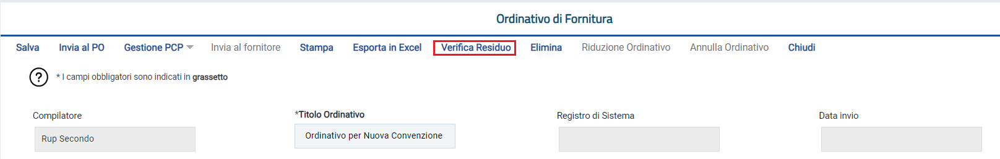 Ordinativo di Fornitura
Salva Invia al PO Gestione PCP Invia al fornitore Stampa Esporta in Excel Verifica Residuo Elimina Riduzione Ordinativo Annulla Ordinativo Chiudi
? * I campi obbligatori sono indicati in grassetto
Compilatore *Titolo Ordinativo Registro di Sistema Data invio
Rup Secondo Ordinativo per Nuova Convenzione